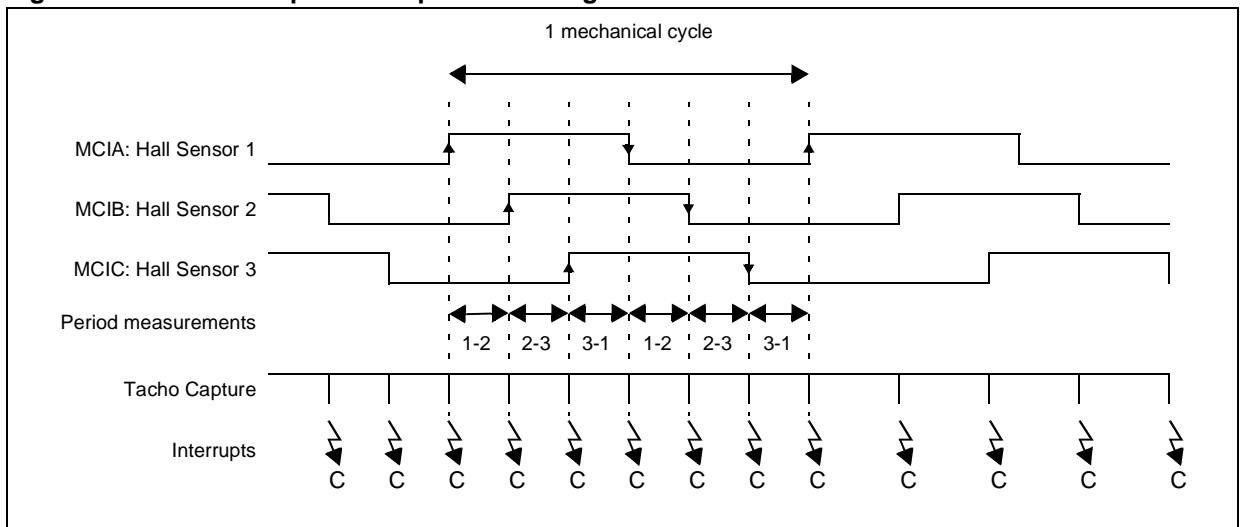 1 mechanical cycle
MCIA: Hall Sensor 1
MCIB: Hall Sensor 2
MCIC: Hall Sensor 3
Period measurements
1-2 2-3 3-1 1-2 2-3 3-1
Tacho Capture
Interrupts
C C C C C C C C C C C C C